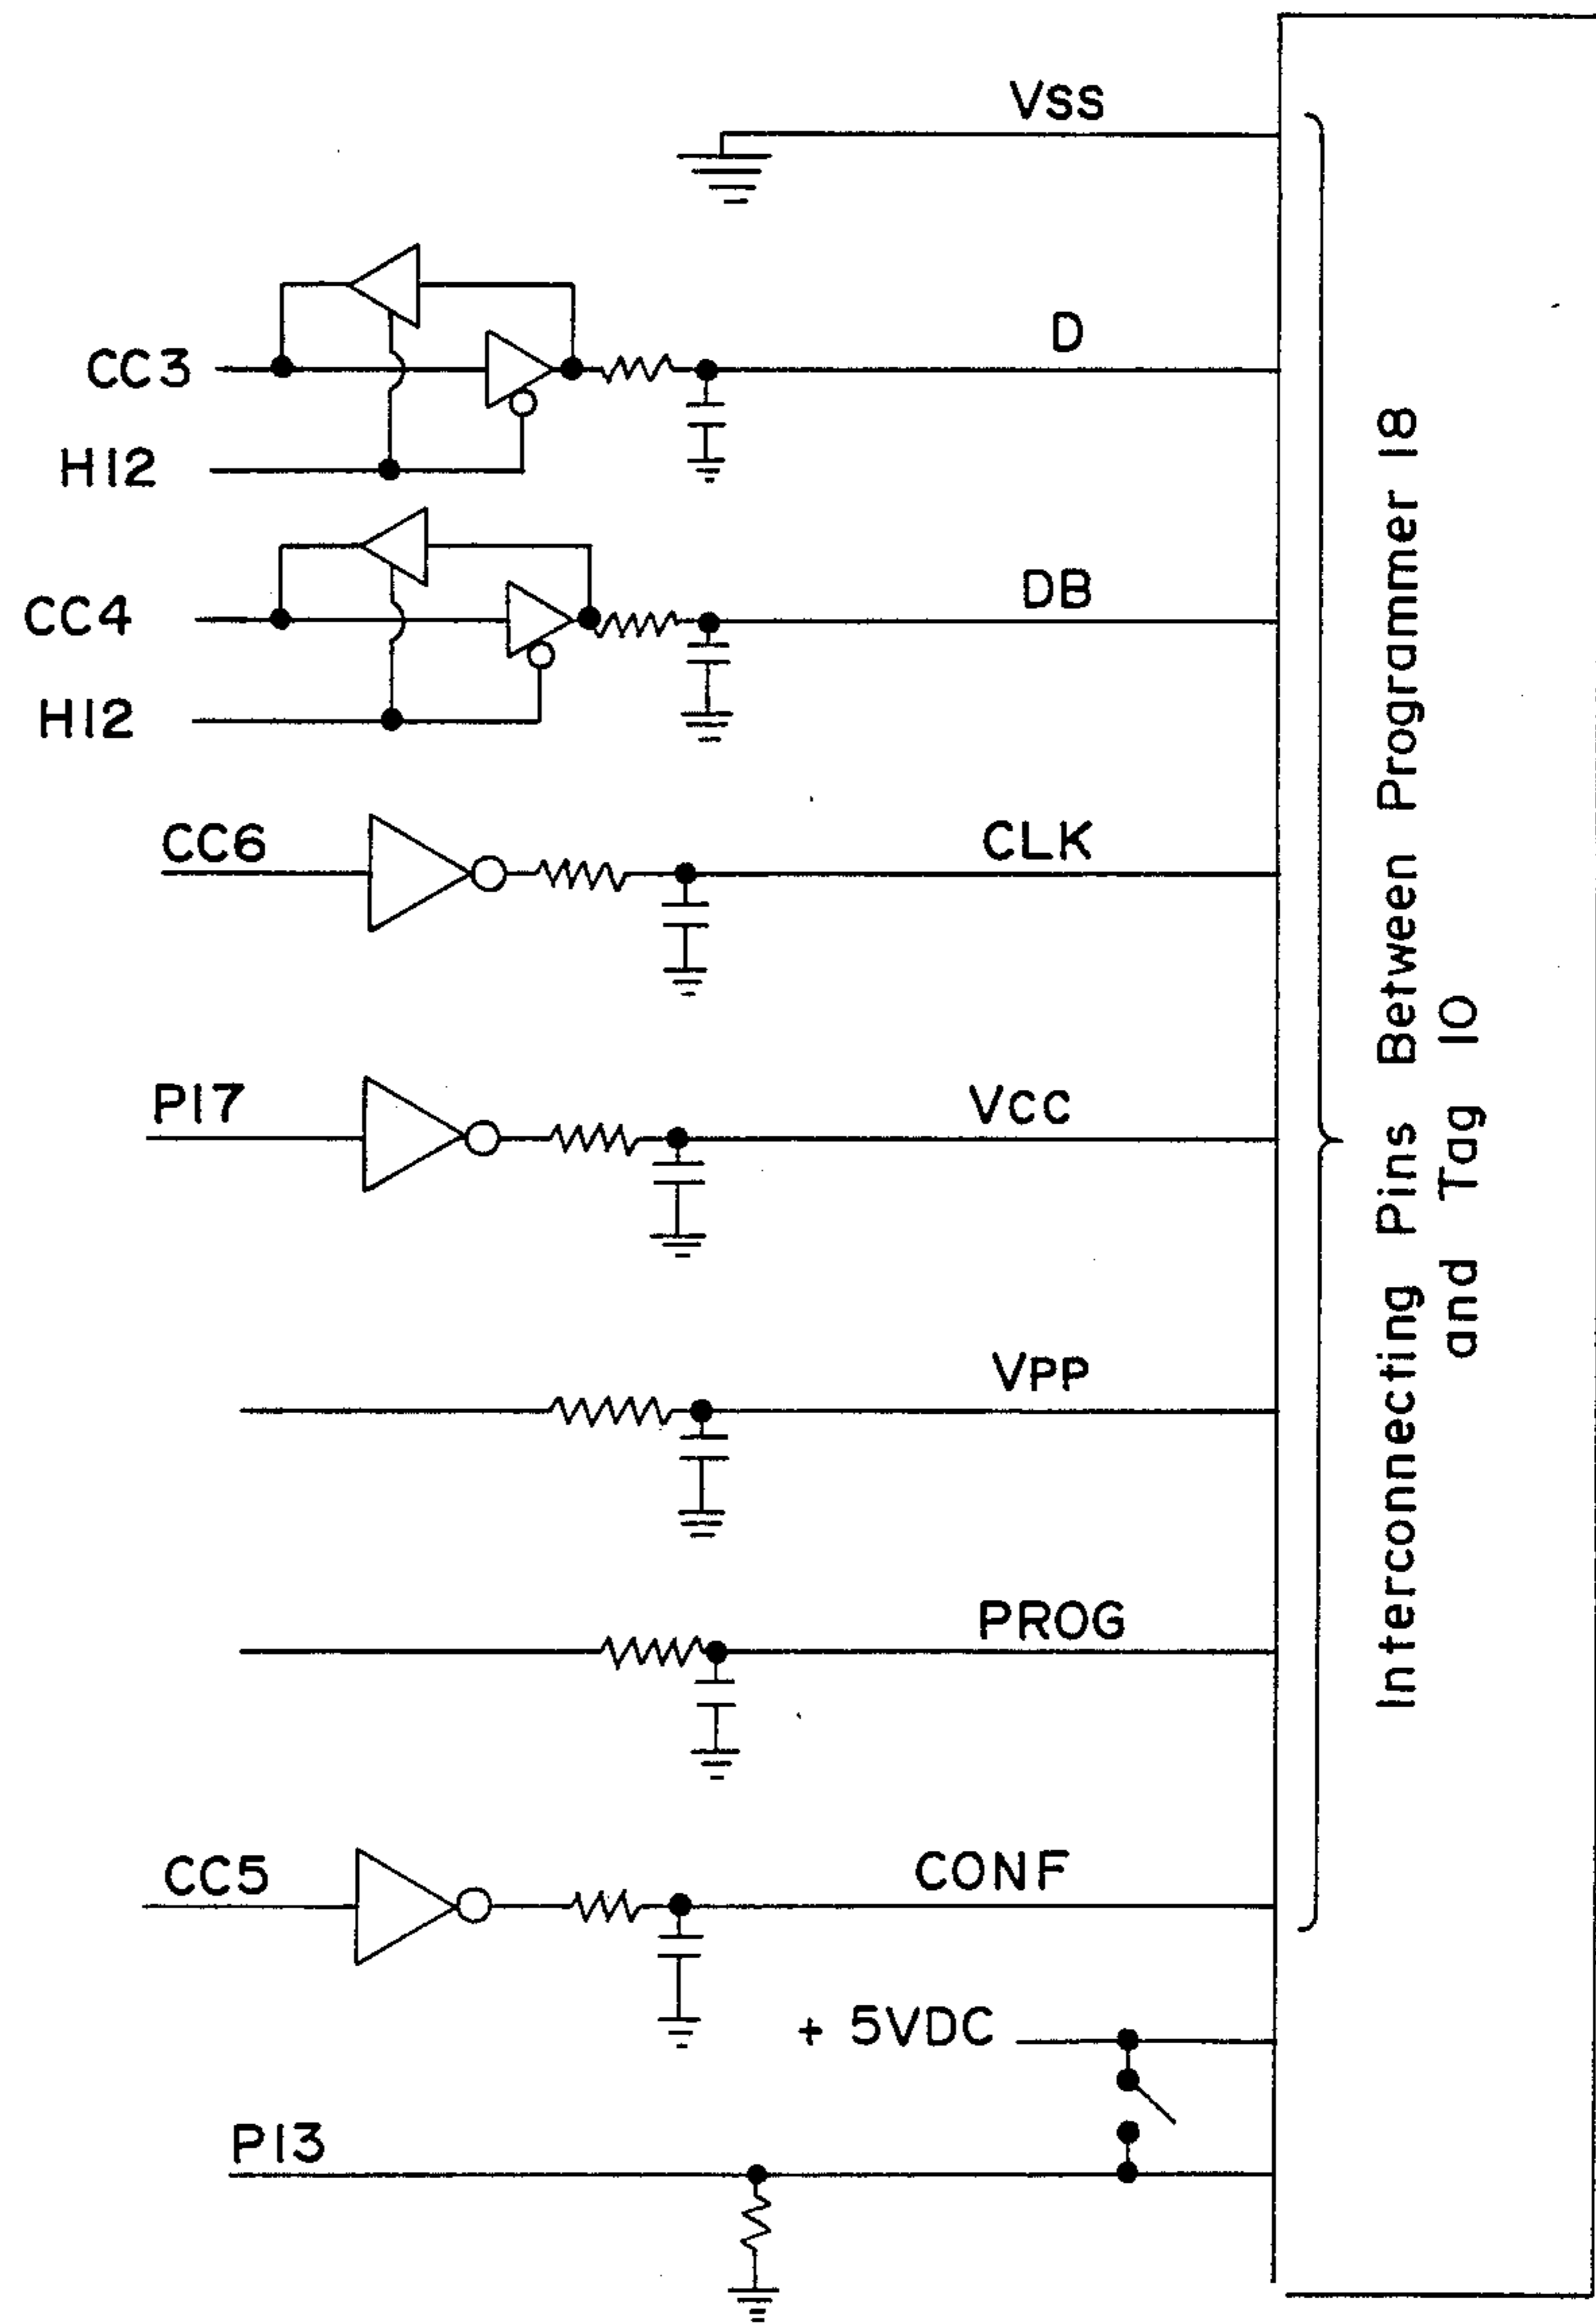 VSS
D
CC3
H12
DB
CC4
H12
CLK
CC6
VCC
P17
VPP
PROG
CONF
CC5
+ 5VDC
P13
Interconnecting Pins Between Programmer 18
and Tag 10